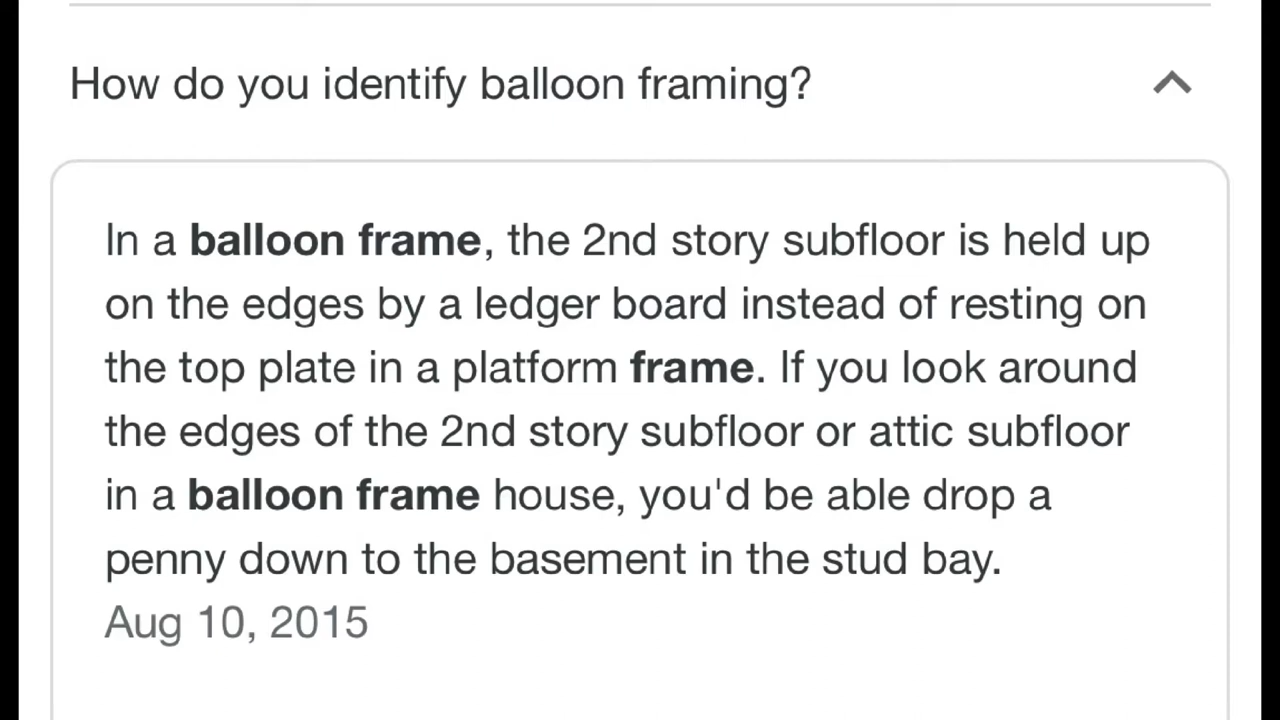 How do you identify balloon framing?
In a balloon frame, the 2nd story subfloor is held up
on the edges by a ledger board instead of resting on
the top plate in a platform frame. If you look around
the edges of the 2nd story subfloor or attic subfloor
in a balloon frame house, you'd be able drop a
penny down to the basement in the stud bay.
Aug 10, 2015